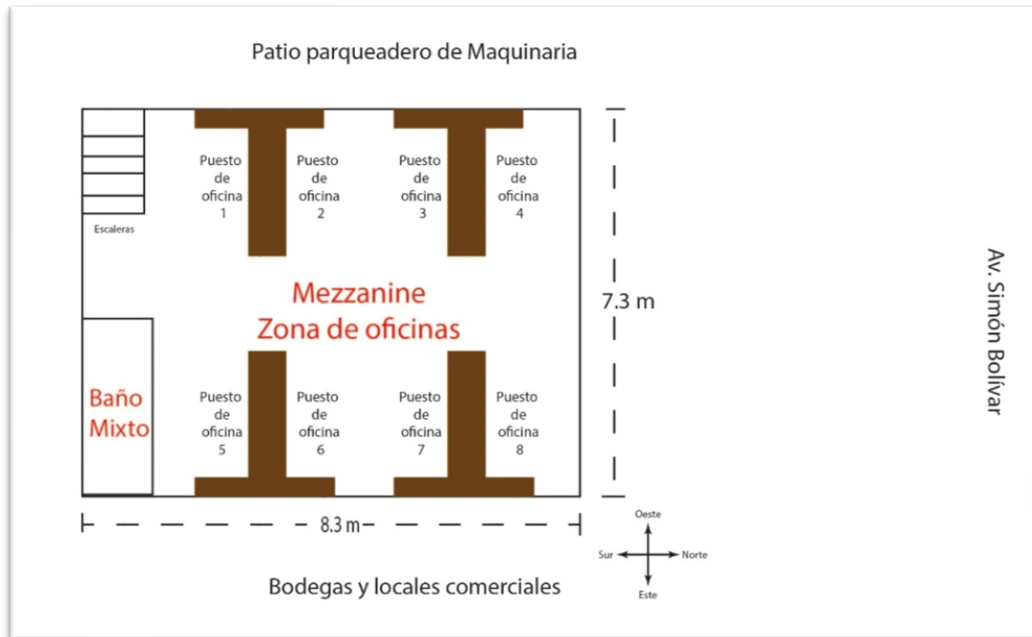 Patio parqueadero de Maquinaria
Puesto
de
oficina
1
Puesto
de
oficina
2
Puesto
de
oficina
3
Puesto
de
oficina
4
Escaleras
Mezzanine
Zona de oficinas
7.3 m
Av. Simón Bolívar
Baño
Mixto
Puesto
de
oficina
5
Puesto
de
oficina
6
Puesto
de
oficina
7
Puesto
de
oficina
8
8.3 m
Oeste
Sur
Norte
Este
Bodegas y locales comerciales